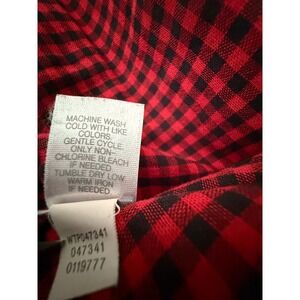 MACHINE WASH
COLD WITH LIKE
COLORS.
GENTLE CYCLE.
ONLY NON-
CHLORINE BLEACH
IF NEEDED
TUMBLE DRY LOW
WARM IRON
IF NEEDED
WTP047341
047341
0119777